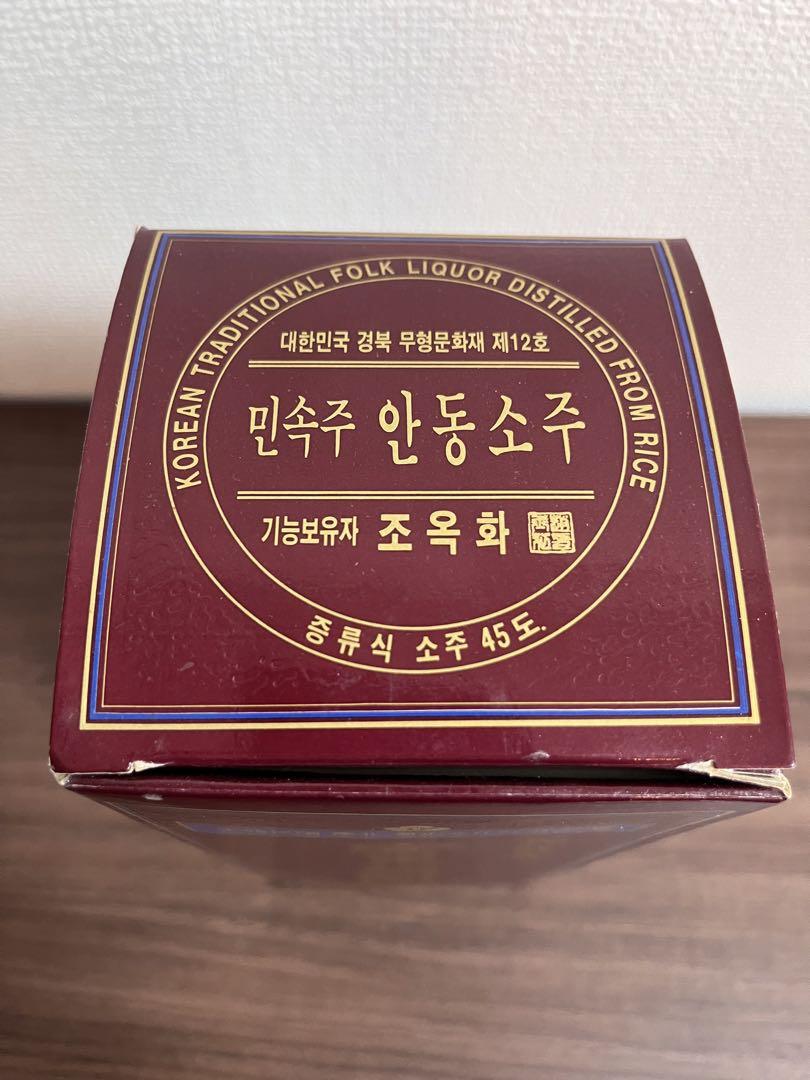 KOREAN TRADITIONAL FOLK LIQUOR DISTILLED FROM RICE
대한민국 경북 무형문화재 제12호
민속주 안동소주
기능보유자 조옥화
증류식 소주 45도.